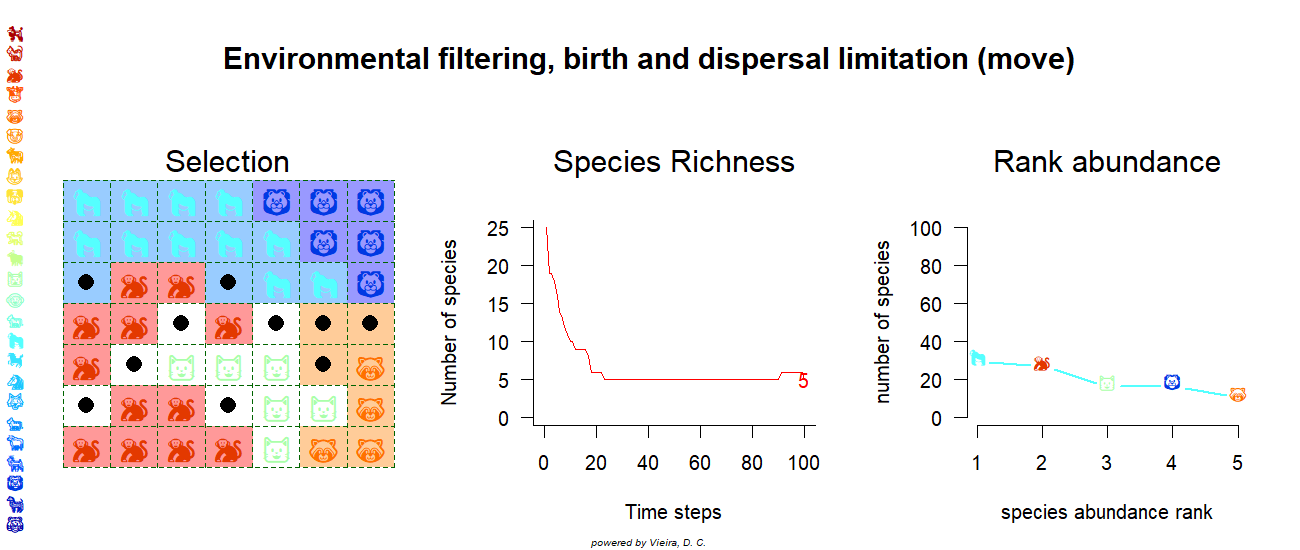 Environmental filtering, birth and dispersal limitation (move)
Selection
Species Richness
Number of species
25
20
15
10
5
0
5
0 20 40 60 80 100
Time steps
Rank abundance
number of species
100
80
60
40
20
0
1 2 3 4 5
species abundance rank
powered by Vieira, D. C.